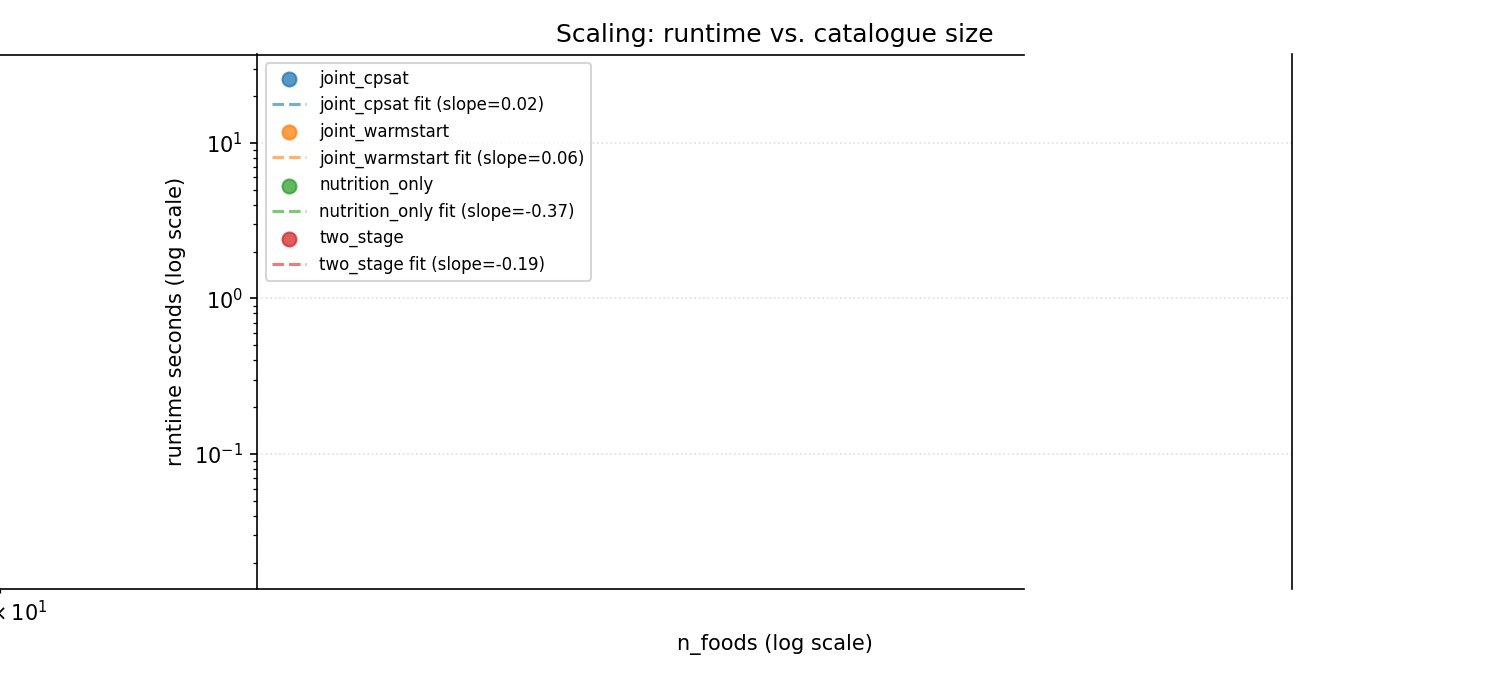 Scaling: runtime vs. catalogue size
joint_cpsat
joint_cpsat fit (slope=0.02)
joint_warmstart
joint_warmstart fit (slope=0.06)
nutrition_only
nutrition_only fit (slope=-0.37)
two_stage
two_stage fit (slope=-0.19)
10¹
10⁰
10⁻¹
runtime seconds (log scale)
× 10¹
n_foods (log scale)